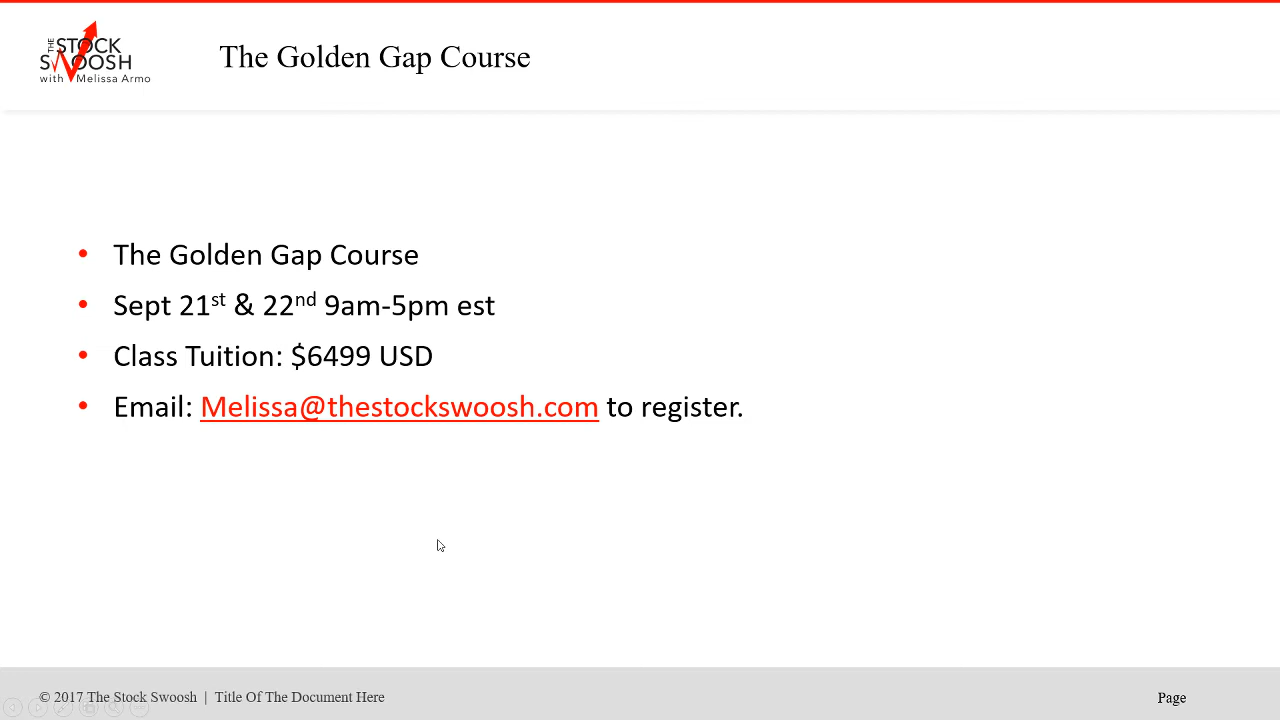 THE STOCK
SWOOSH
with Melissa Armo
The Golden Gap Course
• The Golden Gap Course
• Sept 21st & 22nd 9am-5pm est
• Class Tuition: $6499 USD
• Email: Melissa@thestockswoosh.com to register.
© 2017 The Stock Swoosh | Title Of The Document Here
Page